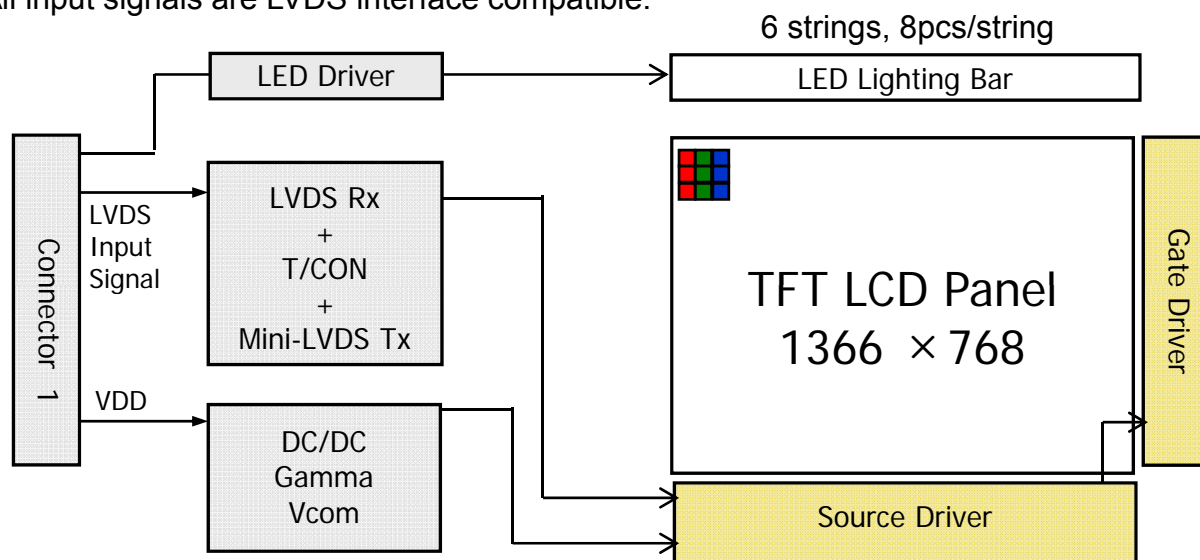 All input signals are LVDS interface compatible.
6 strings, 8pcs/string
LED Driver
LED Lighting Bar
Connector 1
LVDS
Input
Signal
LVDS Rx
+
T/CON
+
Mini-LVDS Tx
TFT LCD Panel
1366 ×768
Gate Driver
VDD
DC/DC
Gamma
Vcom
Source Driver